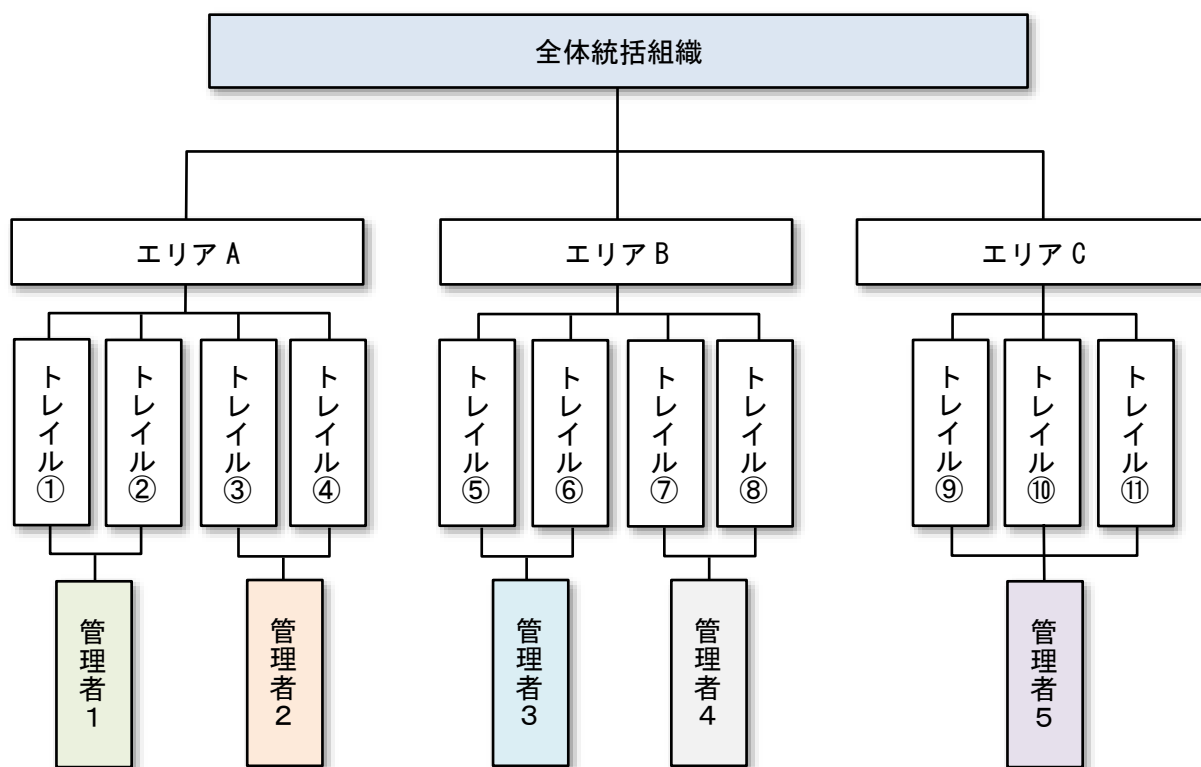 全体統括組織
エリアA
エリアB
エリアC
トレイル①
トレイル②
トレイル③
トレイル④
トレイル⑤
トレイル⑥
トレイル⑦
トレイル⑧
トレイル⑨
トレイル⑩
トレイル⑪
管理者1
管理者2
管理者3
管理者4
管理者5